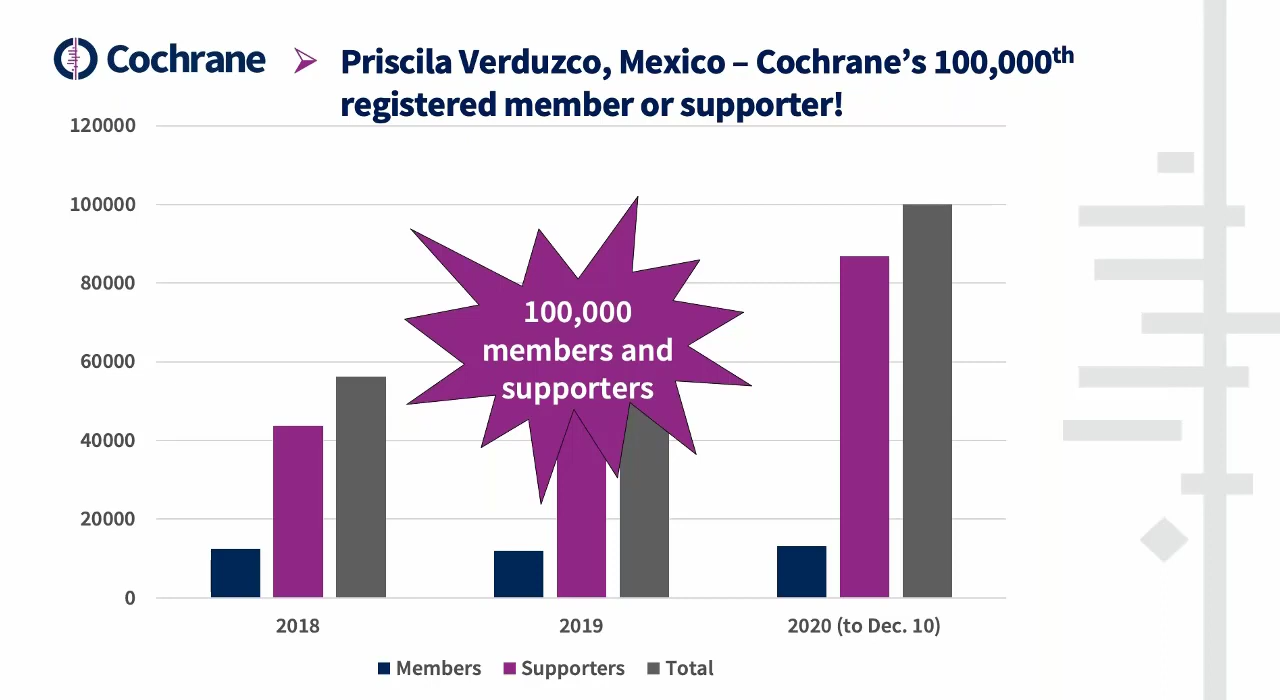 Cochrane
➢ Priscila Verduzco, Mexico – Cochrane’s 100,000th
registered member or supporter!
120000
100000
80000
60000
40000
20000
0
100,000
members and
supporters
2018
2019
2020 (to Dec. 10)
Members
Supporters
Total